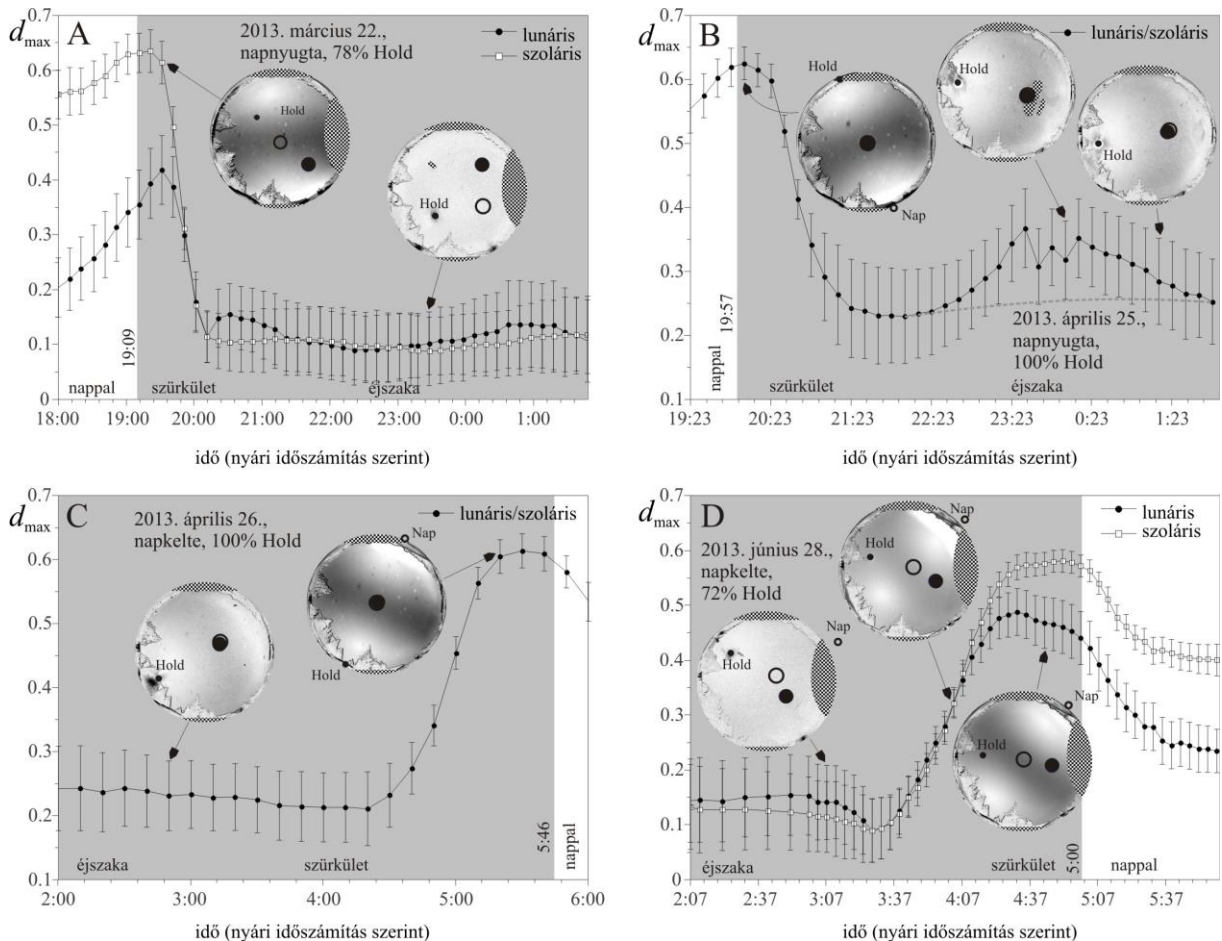 A
d max
2013. március 22.,
napnyugta, 78% Hold
lunáris
szoláris
Hold
Hold
0.7
0.6
0.5
0.4
0.3
0.2
0.1
0
19:09
nappal
szürkület
éjszaka
18:00 19:00 20:00 21:00 22:00 23:00 0:00 1:00
idő (nyári időszámítás szerint)
B
d max
lunáris/szoláris
Hold
Nap
Hold
Hold
0.7
0.6
0.5
0.4
0.3
0.2
0.1
19:57
nappal
2013. április 25.,
napnyugta,
100% Hold
szürkület
éjszaka
19:23 20:23 21:23 22:23 23:23 0:23 1:23
idő (nyári időszámítás szerint)
C
d max
2013. április 26.,
napkelte, 100% Hold
lunáris/szoláris
Nap
Hold
Hold
0.7
0.6
0.5
0.4
0.3
0.2
0.1
5:46
nappal
éjszaka
szürkület
2:00 3:00 4:00 5:00 6:00
idő (nyári időszámítás szerint)
D
d max
2013. június 28.,
napkelte,
72% Hold
lunáris
szoláris
Nap
Hold
Nap
Hold
Nap
Hold
0.7
0.6
0.5
0.4
0.3
0.2
0.1
0
éjszaka
szürkület
5:00
nappal
2:07 2:37 3:07 3:37 4:07 4:37 5:07 5:37
idő (nyári időszámítás szerint)